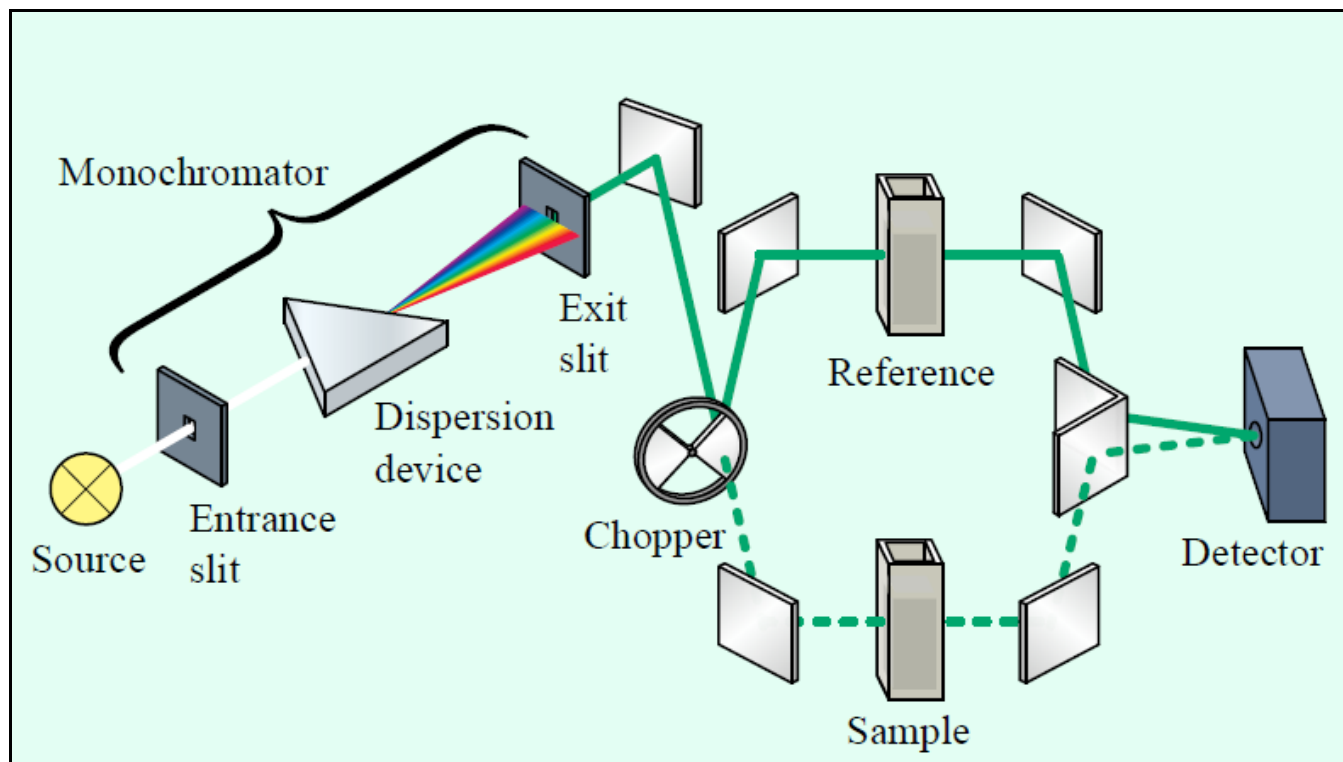 Monochromator
Exit
slit
Reference
Dispersion
device
Entrance
slit
Source
Chopper
Detector
Sample